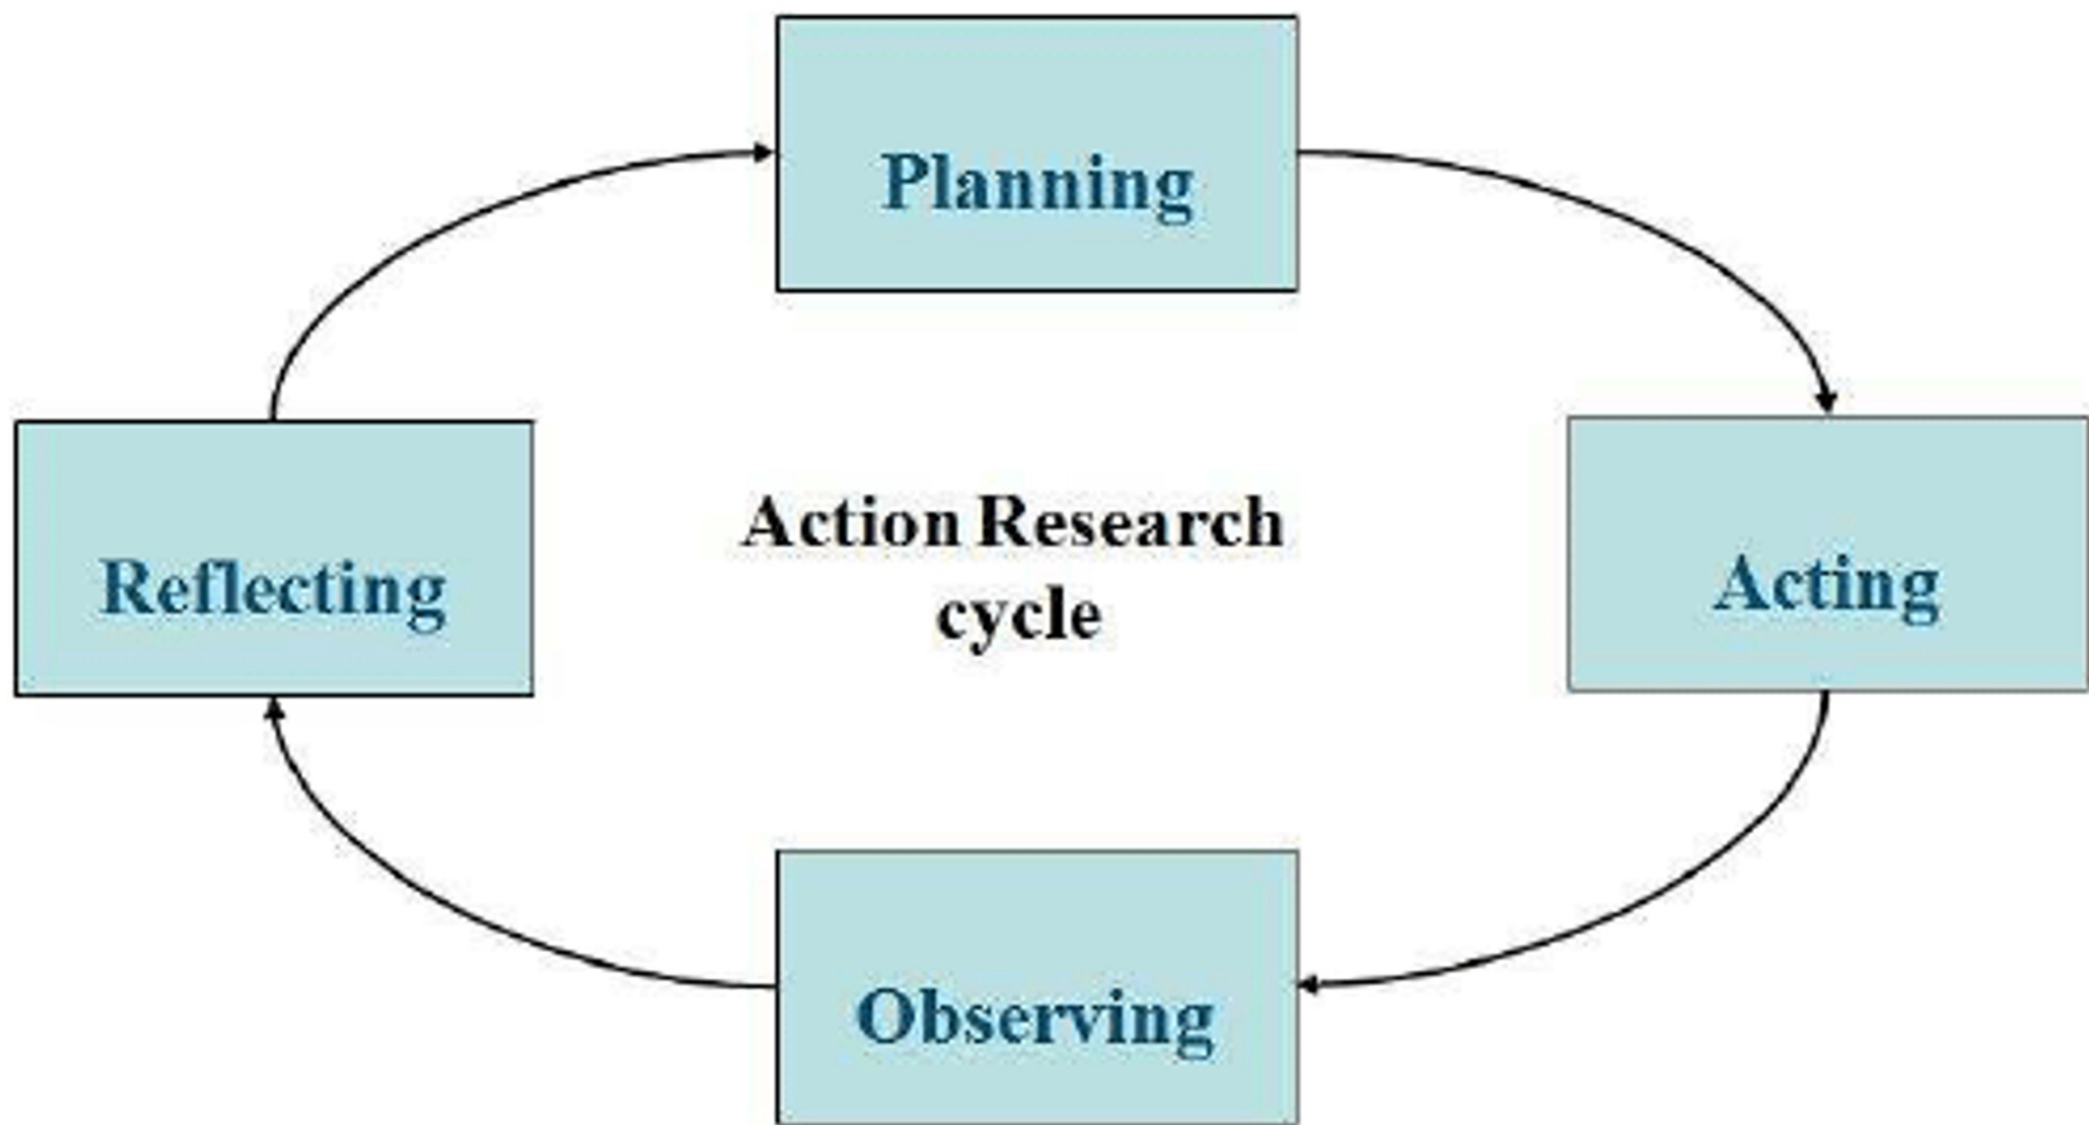 Planning
Action Research
cycle
Reflecting
Acting
Observing